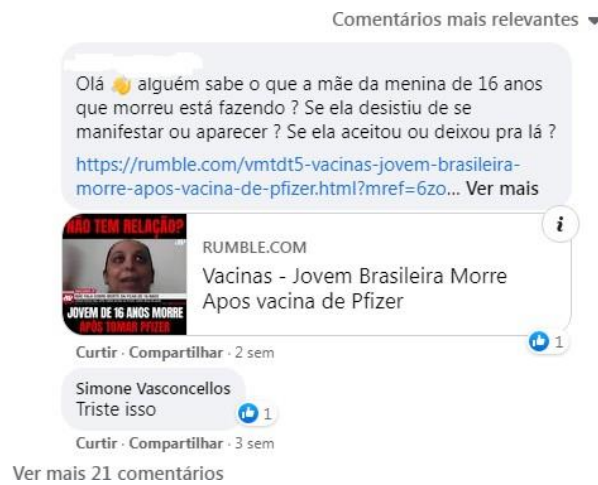 Comentários mais relevantes
Olá 👋 alguém sabe o que a mãe da menina de 16 anos
que morreu está fazendo ? Se ela desistiu de se
manifestar ou aparecer ? Se ela aceitou ou deixou pra lá ?
https://rumble.com/vmtdt5-vacinas-jovem-brasileira-
morre-apos-vacina-de-pfizer.html?mref=6zo... Ver mais
NÃO TEM RELAÇÃO?
JOVEM DE 16 ANOS MORRE
APÓS TOMAR PFIZER
i
RUMBLE.COM
Vacinas - Jovem Brasileira Morre
Apos vacina de Pfizer
1
Curtir · Compartilhar · 2 sem
Simone Vasconcellos
Triste isso
1
Curtir · Compartilhar · 3 sem
Ver mais 21 comentários